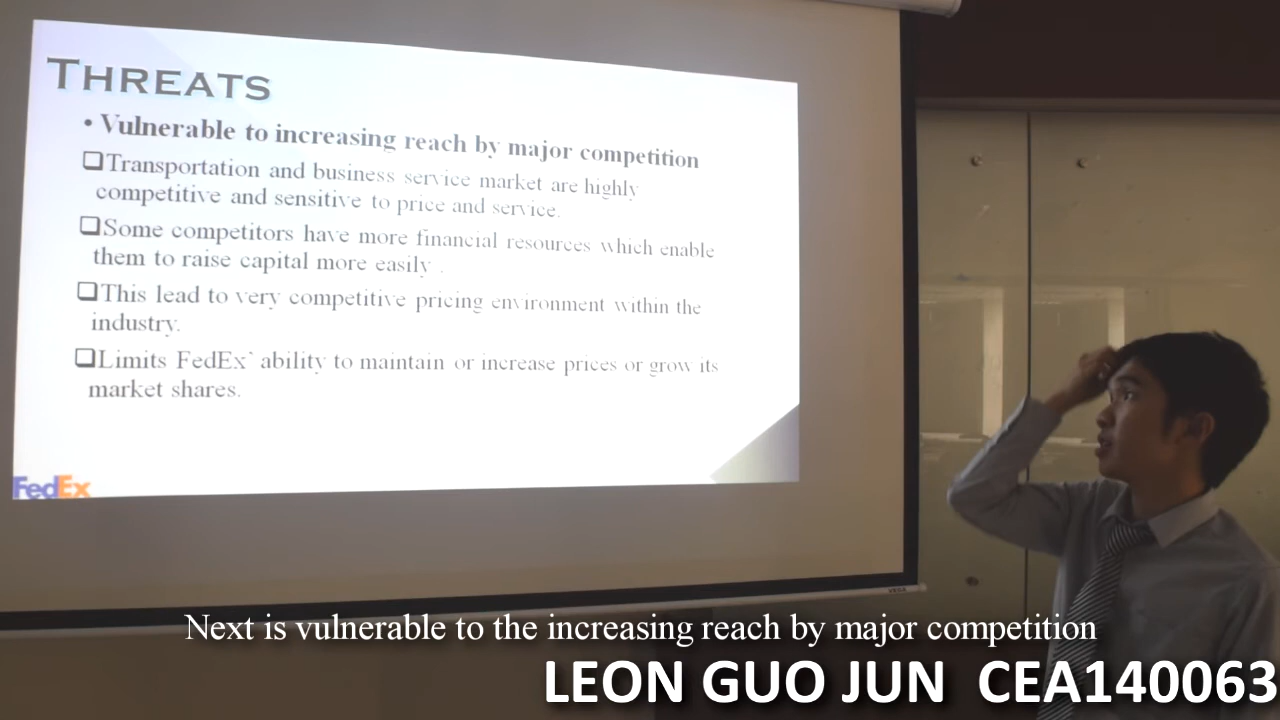 THREATS
• Vulnerable to increasing reach by major competition
❑Transportation and business service market are highly
competitive and sensitive to price and service.
❑Some competitors have more financial resources which enable
them to raise capital more easily .
❑This lead to very competitive pricing environment within the
industry.
❑Limits FedEx` ability to maintain or increase prices or grow its
market shares.
FedEx
Next is vulnerable to the increasing reach by major competition
LEON GUO JUN CEA140063